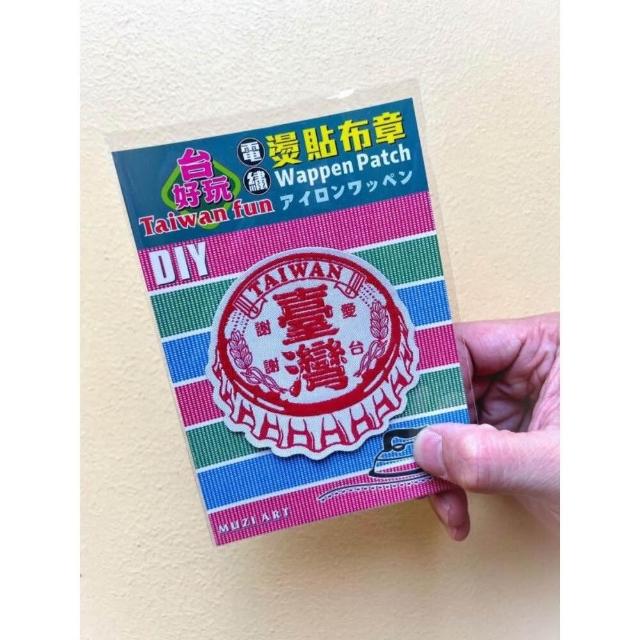 台
好玩
Taiwan fun
電繡 燙貼布章
Wappen Patch
アイロンワッペン
DIY
TAIWAN
臺灣
謝謝
愛台
MUZI ART